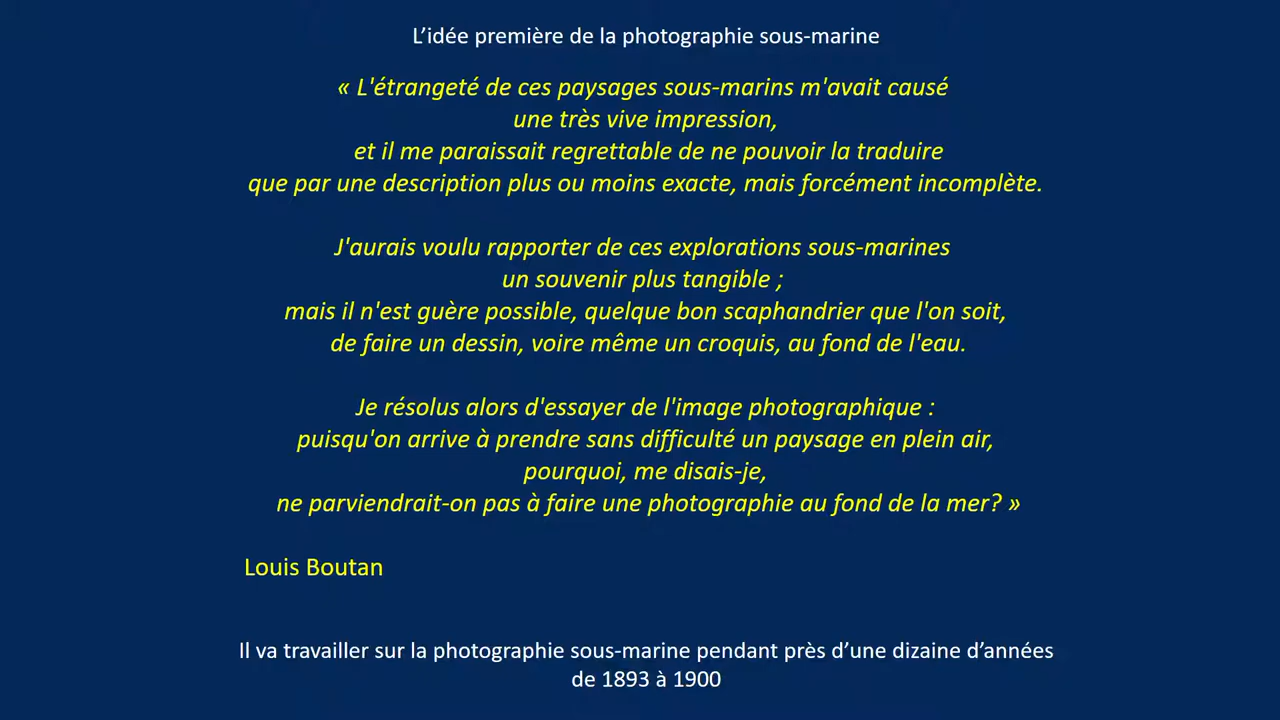 L’idée première de la photographie sous-marine
« L'étrangeté de ces paysages sous-marins m'avait causé
une très vive impression,
et il me paraissait regrettable de ne pouvoir la traduire
que par une description plus ou moins exacte, mais forcément incomplète.
J'aurais voulu rapporter de ces explorations sous-marines
un souvenir plus tangible ;
mais il n'est guère possible, quelque bon scaphandrier que l'on soit,
de faire un dessin, voire même un croquis, au fond de l'eau.
Je résolus alors d'essayer de l'image photographique :
puisqu'on arrive à prendre sans difficulté un paysage en plein air,
pourquoi, me disais-je,
ne parviendrait-on pas à faire une photographie au fond de la mer? »
Louis Boutan
Il va travailler sur la photographie sous-marine pendant près d’une dizaine d’années
de 1893 à 1900